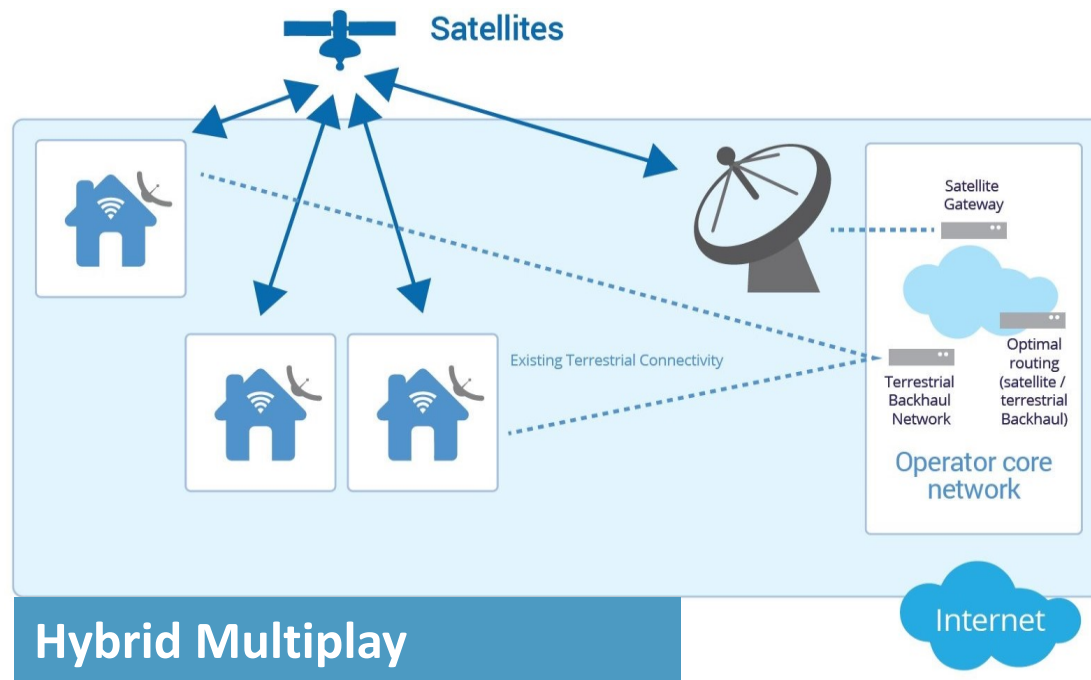 Satellites
Satellite
Gateway
Existing Terrestrial Connectivity
Optimal
routing
(satellite /
terrestrial
Backhaul)
Terrestrial
Backhaul
Network
Operator core
network
Internet
Hybrid Multiplay